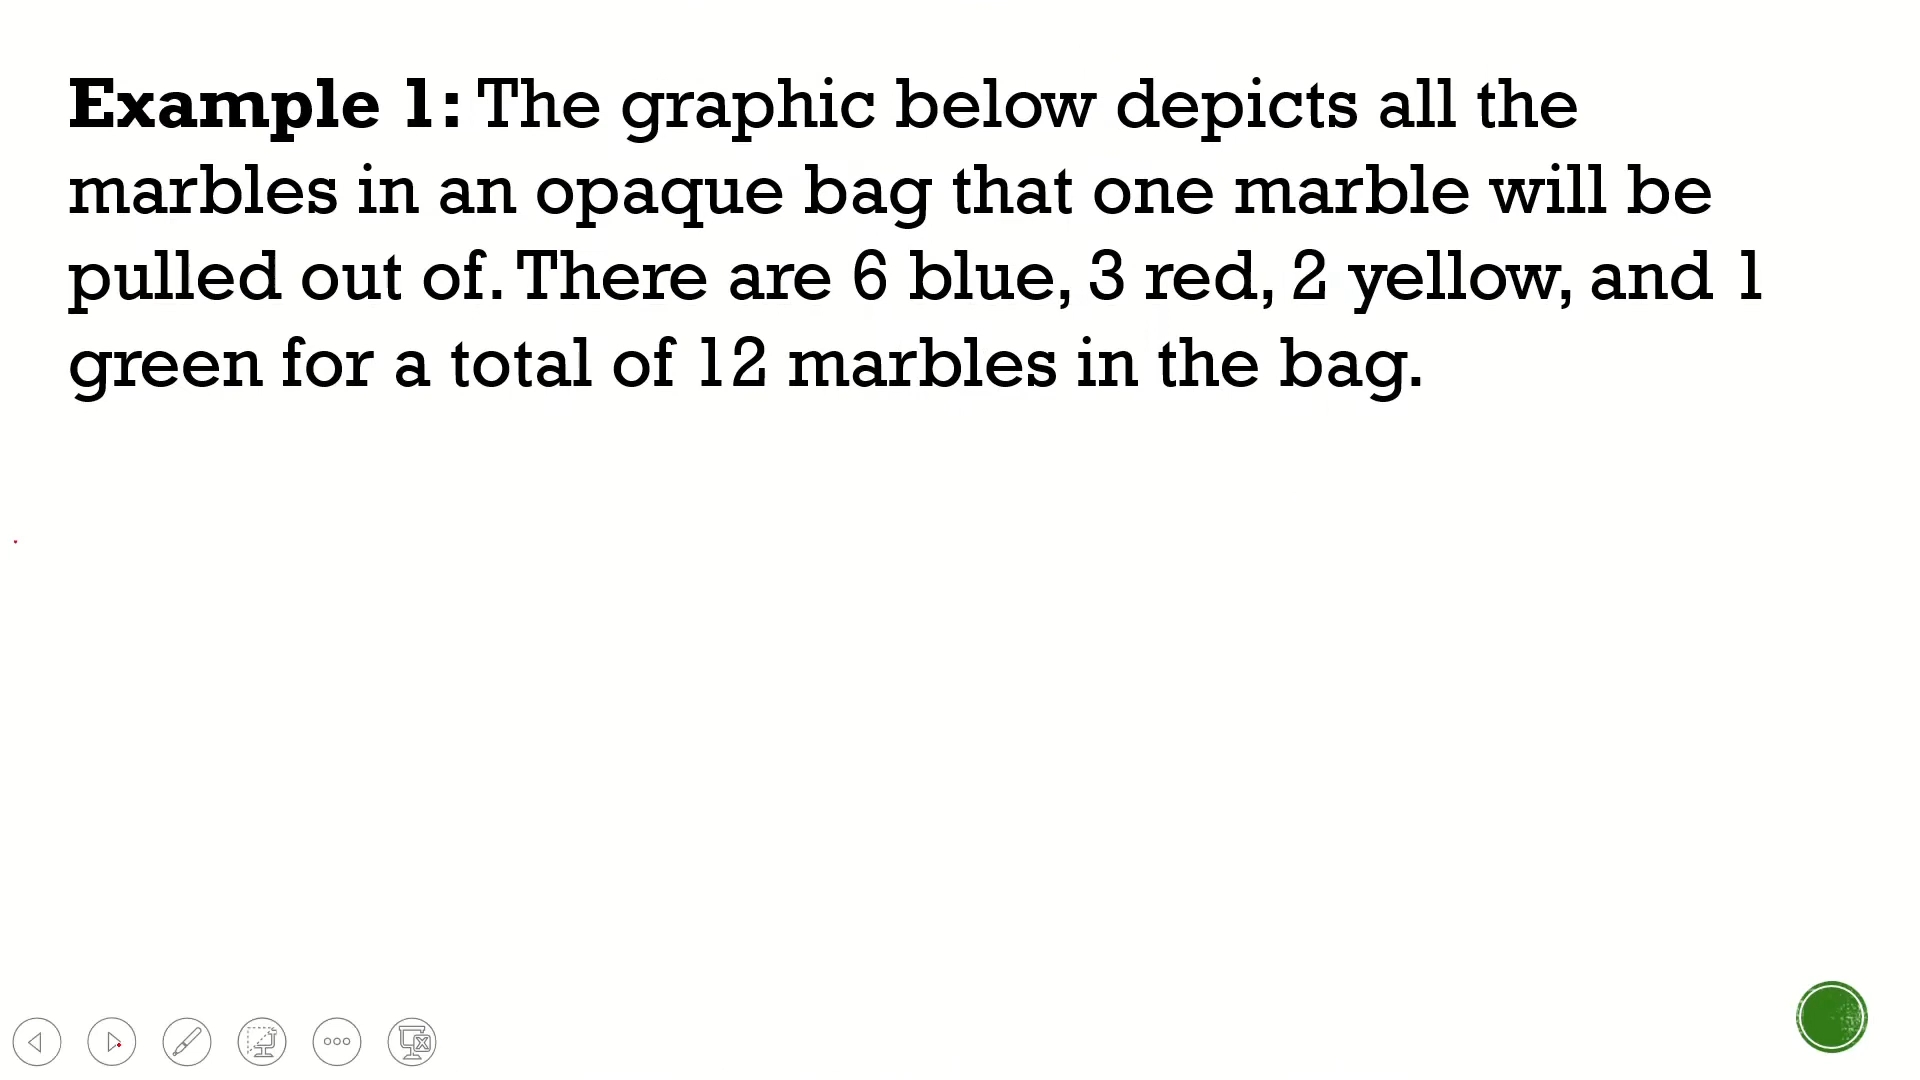 Example 1: The graphic below depicts all the
marbles in an opaque bag that one marble will be
pulled out of. There are 6 blue, 3 red, 2 yellow, and 1
green for a total of 12 marbles in the bag.